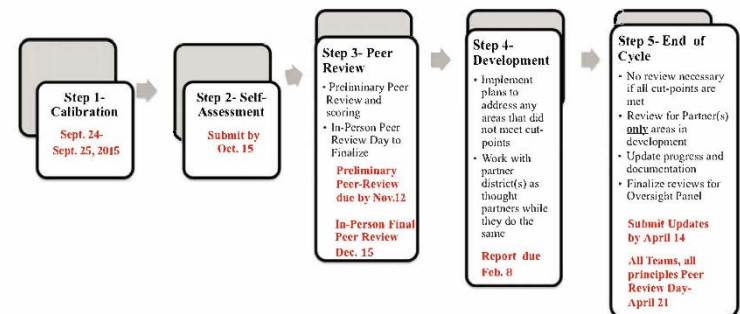 Step 1-
Calibration
Sept. 24-
Sept. 25, 2015
Step 2- Self-
Assessment
Submit by
Oct. 15
Step 3- Peer
Review
• Preliminary Peer
Review and
scoring
• In-Person Peer
Review Day to
Finalize
Preliminary
Peer-Review
due by Nov.12
In-Person Final
Peer Review
Dec. 15
Step 4-
Development
• Implement
plans to
address any
areas that did
not meet cut-
points
• Work with
partner
district(s) as
thought
partners while
they do the
same
Report due
Feb. 8
Step 5- End of
Cycle
• No review necessary
if all cut-points are
met
• Review for Partner(s)
only areas in
development
• Update progress and
documentation
• Finalize reviews for
Oversight Panel
Submit Updates
by April 14
All Teams, all
principles Peer
Review Day-
April 21